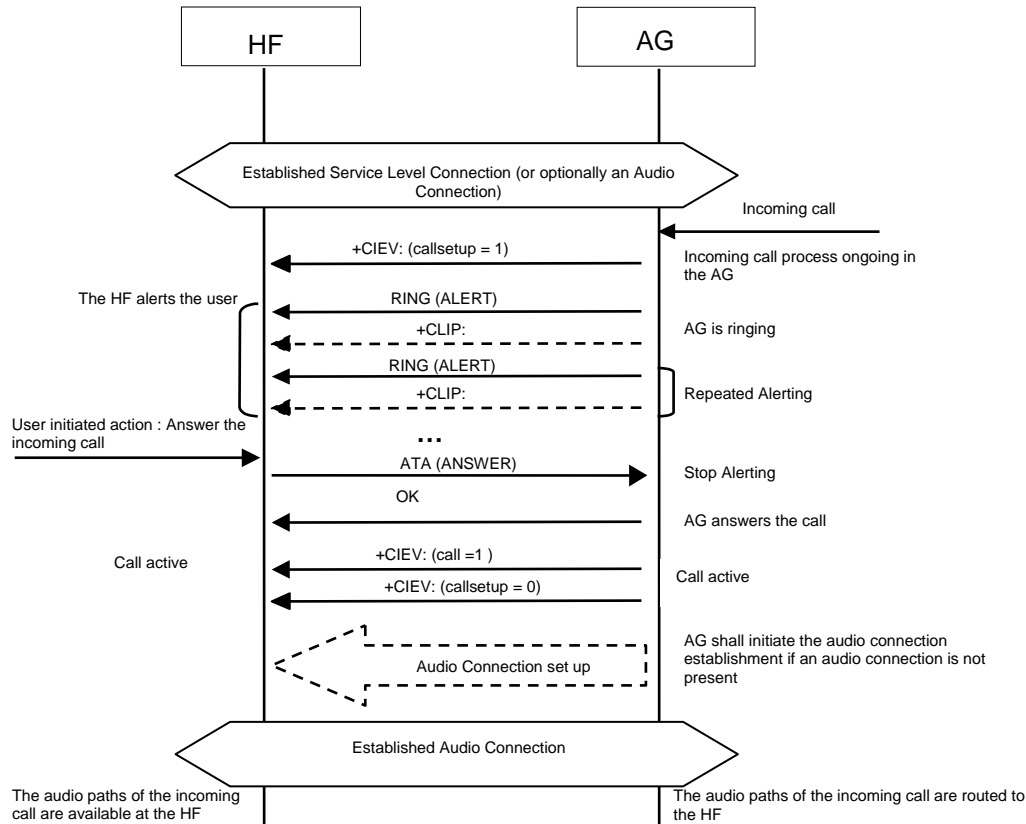 HF
AG
Established Service Level Connection (or optionally an Audio
Connection)
Incoming call
+CIEV: (callsetup = 1)
Incoming call process ongoing in
the AG
The HF alerts the user
RING (ALERT)
+CLIP:
AG is ringing
RING (ALERT)
+CLIP:
Repeated Alerting
User initiated action : Answer the
incoming call
...
ATA (ANSWER)
Stop Alerting
OK
AG answers the call
+CIEV: (call =1 )
Call active
Call active
+CIEV: (callsetup = 0)
AG shall initiate the audio connection
establishment if an audio connection is not
present
Audio Connection set up
Established Audio Connection
The audio paths of the incoming
call are available at the HF
The audio paths of the incoming call are routed to
the HF